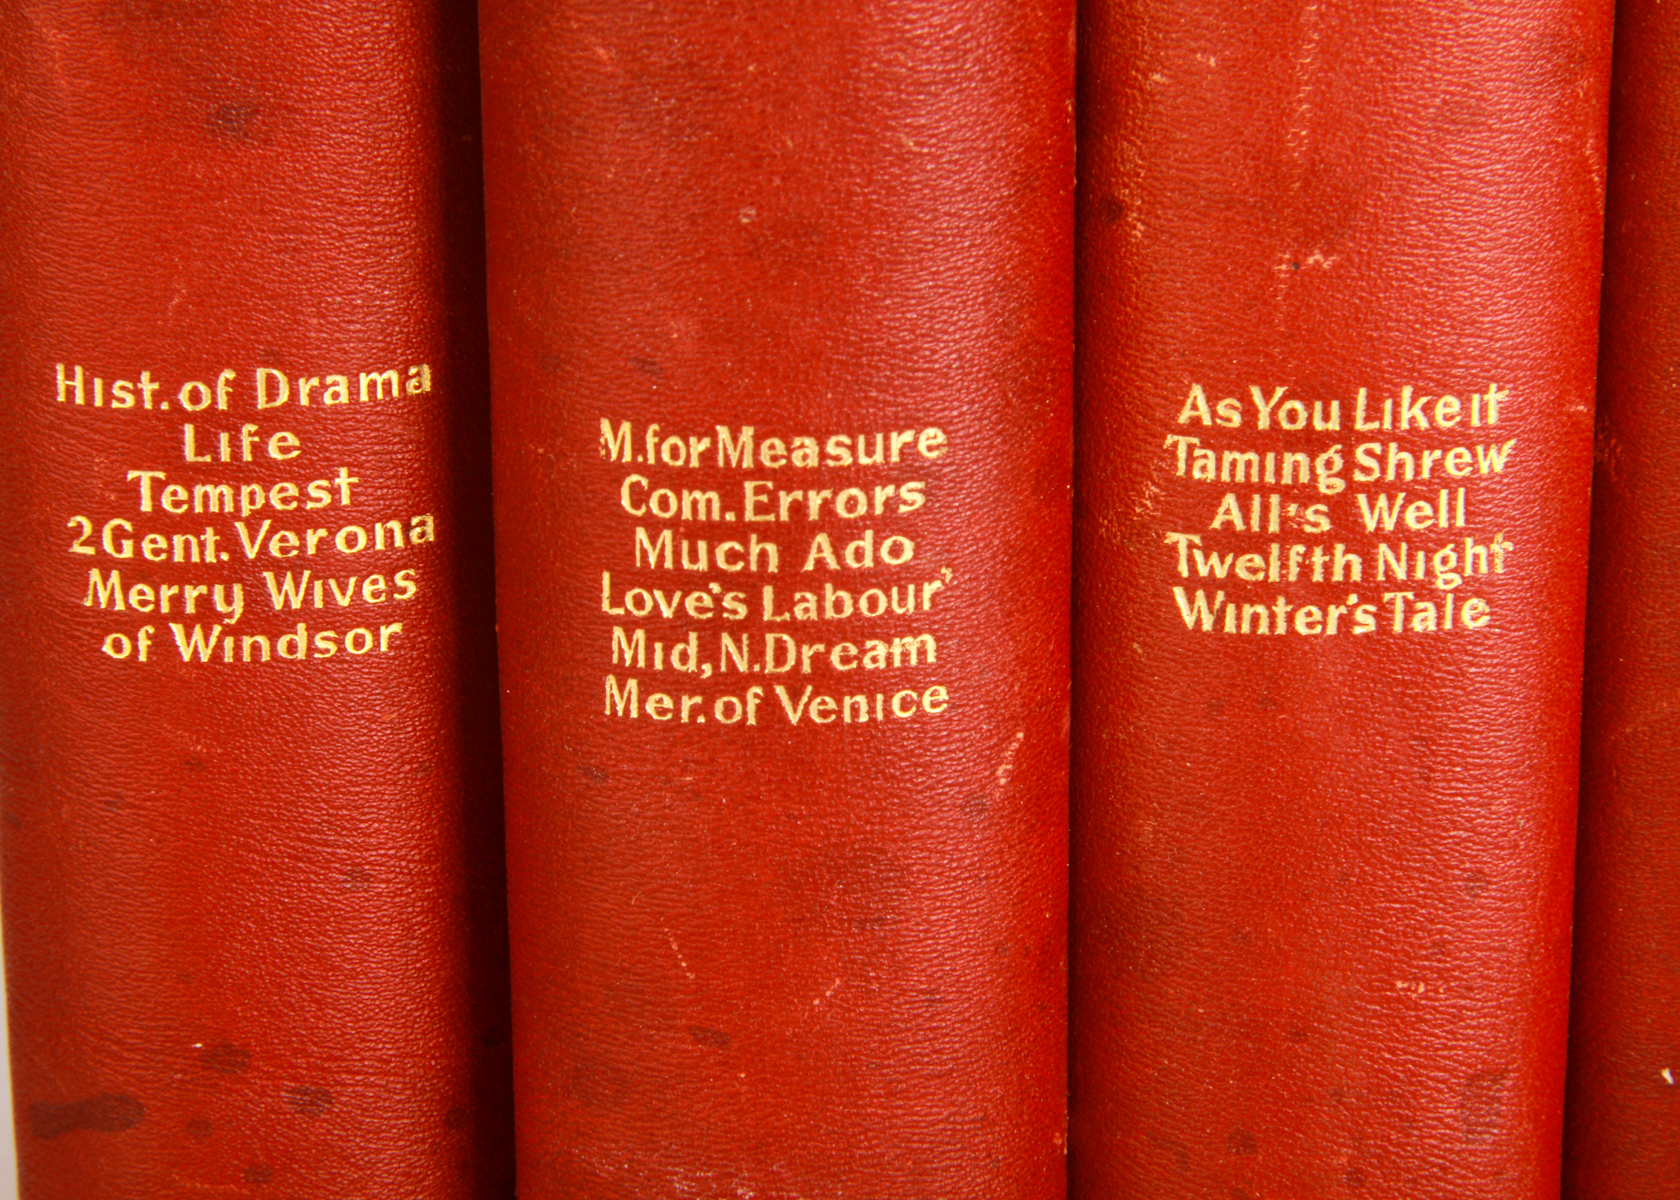 Hist. of Drama
Life
Tempest
2 Gent. Verona
Merry Wives
of Windsor
M. for Measure
Com. Errors
Much Ado
Love's Labour'
Mid, N. Dream
Mer. of Venice
As You Like it
Taming Shrew
All's Well
Twelfth Night
Winter's Tale